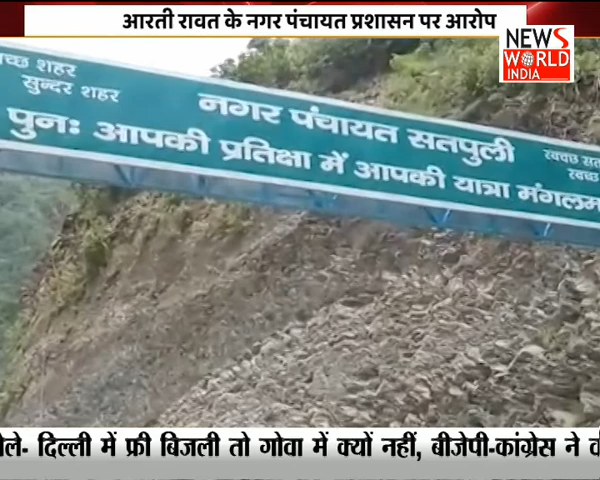 आरती रावत के नगर पंचायत प्रशासन पर आरोप
NEWS
WORLD
INDIA
स्वच्छ शहर
सुन्दर शहर
नगर पंचायत सतपुली
स्वच्छ
स्वच्छ
पुनः आपकी प्रतिक्षा में आपकी यात्रा
दिल्ली में फ्री बिजली तो गोवा में क्यों नहीं, बीजेपी-कांग्रेस ने